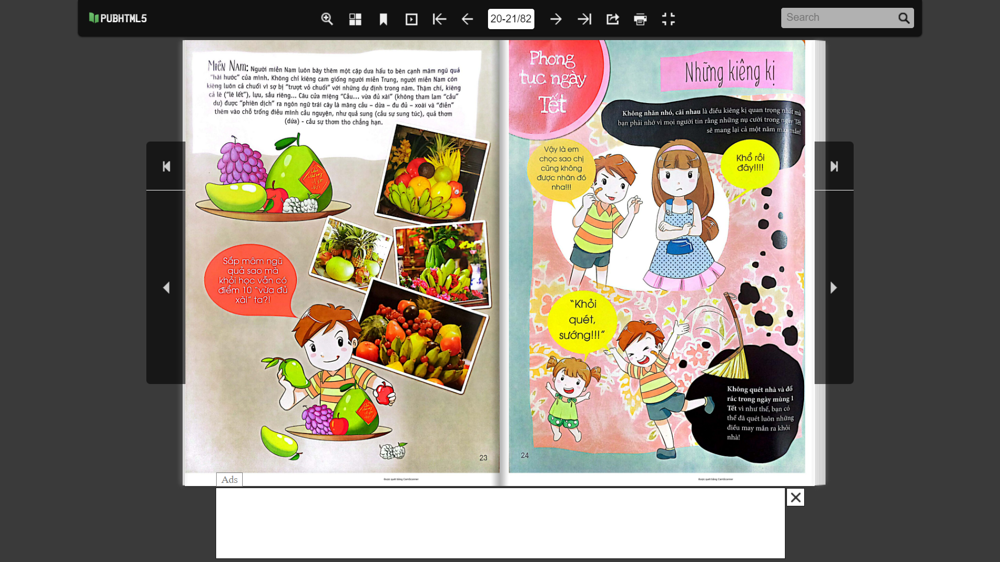 PUBHTML5
20-21/82
Search
Miền Nam: Người miền Nam luôn bày thêm một cặp dưa hấu to bên cạnh mâm ngũ quả
“hài hước” của mình. Không chỉ kiêng cam giống người miền Trung, người miền Nam còn
kiêng luôn cả chuối vì sợ bị “trượt vỏ chuối” với những dự định trong năm. Thậm chí, kiêng
cả lê (“lê lết”), lựu, sầu riêng... Câu cửa miệng “Cầu... vừa đủ xài” (không tham lam “cầu”
dư) được “phiên dịch” ra ngôn ngữ trái cây là mãng cầu – dừa – đu đủ – xoài và “điền”
thêm vào chỗ trống điều mình cầu nguyện, như quả sung (cầu sự sung túc), quả thơm
(dứa) - cầu sự thơm tho chẳng hạn.
Sắp mâm ngũ
quả sao mà
khỏi học vẫn có
điểm 10 “vừa đủ
xài” ta?!
23
Được quét bằng CamScanner
Phong
tục ngày
Tết
Những kiêng kị
Không nhăn nhó, cãi nhau là điều kiêng kị quan trọng nhất mà
bạn phải nhớ vì mọi người tin rằng những nụ cười trong ngày Tết
sẽ mang lại cả một năm may mắn!
Vậy là em
chọc sao chị
cũng không
được nhăn đó
nha!!!
Khổ rồi
đây!!!!
“Khỏi
quét,
sướng!!!”
Không quét nhà và đổ
rác trong ngày mùng 1
Tết vì như thế, bạn có
thể đã quét luôn những
điều may mắn ra khỏi
nhà!
24
Được quét bằng CamScanner
Ads